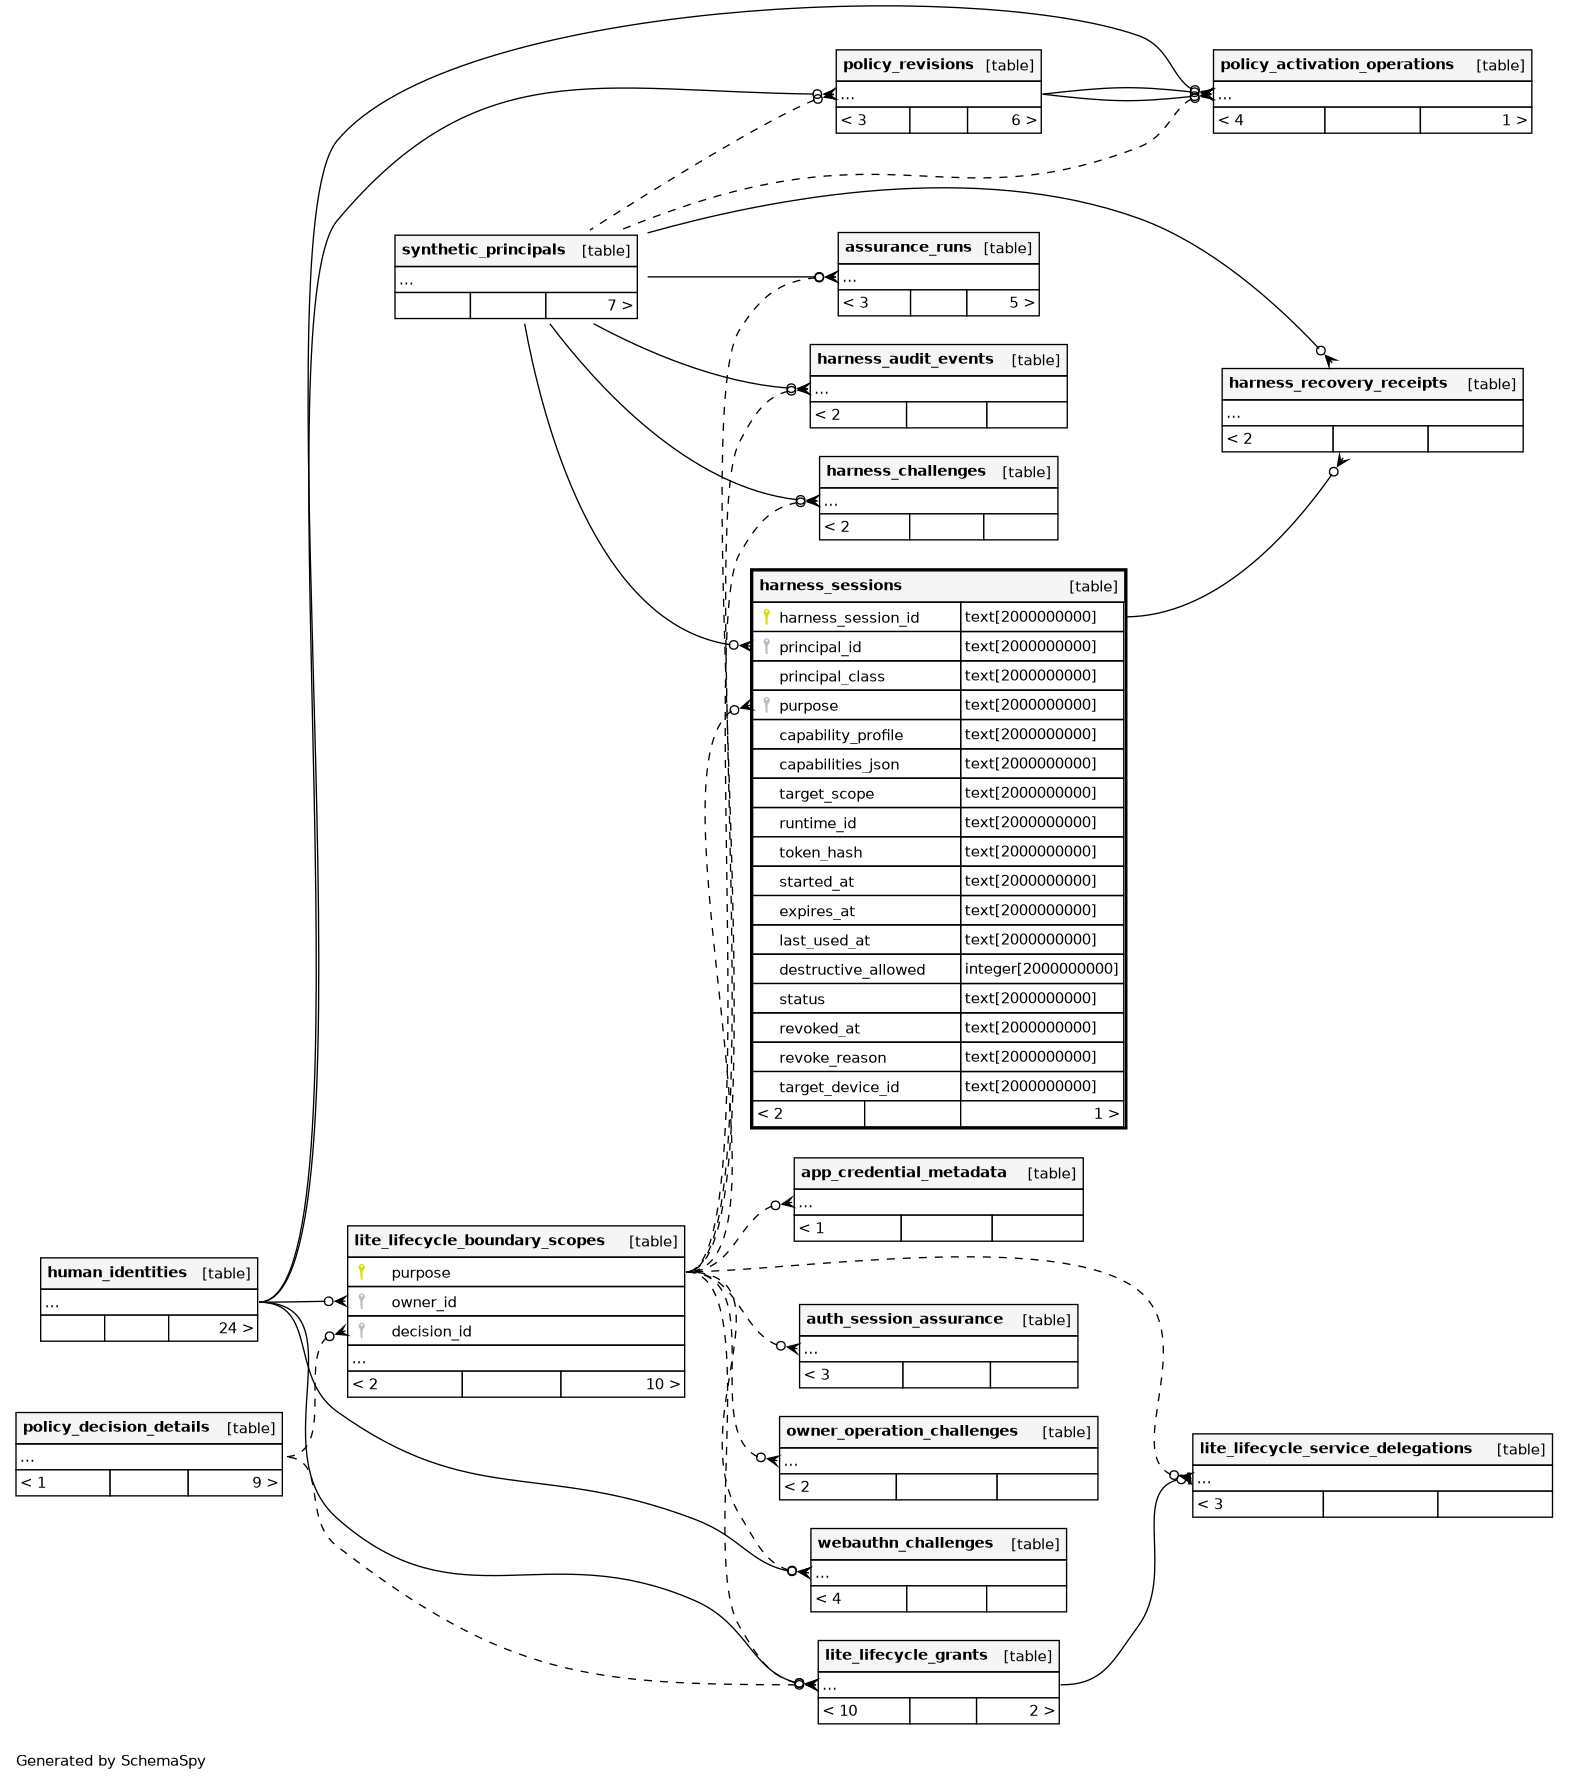 policy_revisions [table]
...
< 3 6 >
policy_activation_operations [table]
...
< 4 1 >
synthetic_principals [table]
...
7 >
assurance_runs [table]
...
< 3 5 >
harness_audit_events [table]
...
< 2
harness_recovery_receipts [table]
...
< 2
harness_challenges [table]
...
< 2
harness_sessions [table]
harness_session_id text[2000000000]
principal_id text[2000000000]
principal_class text[2000000000]
purpose text[2000000000]
capability_profile text[2000000000]
capabilities_json text[2000000000]
target_scope text[2000000000]
runtime_id text[2000000000]
token_hash text[2000000000]
started_at text[2000000000]
expires_at text[2000000000]
last_used_at text[2000000000]
destructive_allowed integer[2000000000]
status text[2000000000]
revoked_at text[2000000000]
revoke_reason text[2000000000]
target_device_id text[2000000000]
< 2 1 >
app_credential_metadata [table]
...
< 1
lite_lifecycle_boundary_scopes [table]
purpose
owner_id
decision_id
...
< 2 10 >
human_identities [table]
...
24 >
auth_session_assurance [table]
...
< 3
policy_decision_details [table]
...
< 1 9 >
owner_operation_challenges [table]
...
< 2
lite_lifecycle_service_delegations [table]
...
< 3
webauthn_challenges [table]
...
< 4
lite_lifecycle_grants [table]
...
< 10 2 >
Generated by SchemaSpy